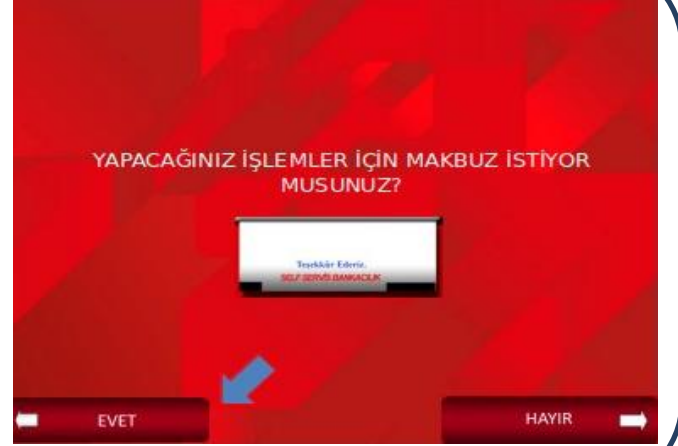 YAPACAĞINIZ İŞLEMLER İÇİN MAKBUZ İSTİYOR
MUSUNUZ?
Teşekkür Ederiz.
SELF SERVİS BANKACILIK
EVET
HAYIR